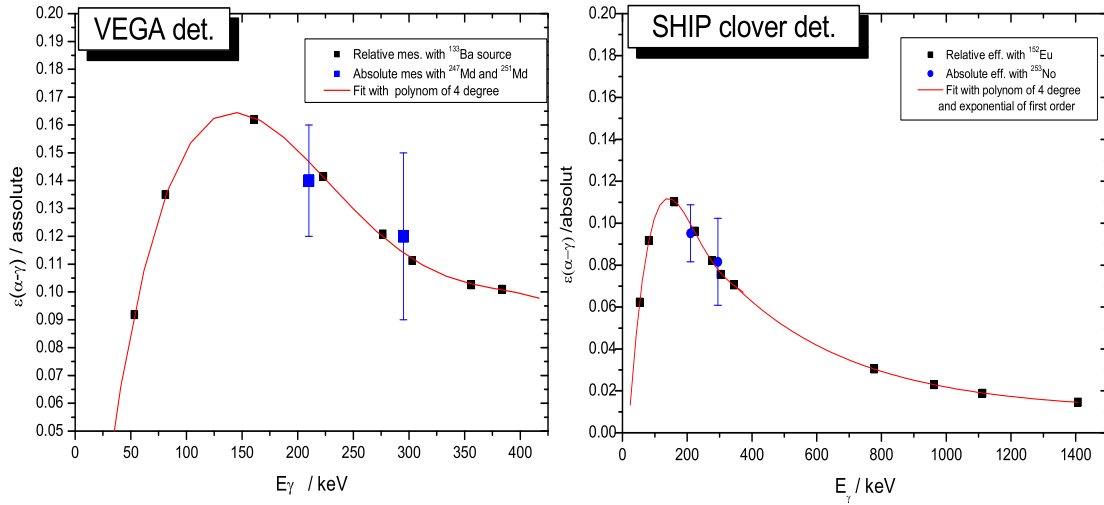 VEGA det.
Relative mes. with ¹³³Ba source
Absolute mes with ²⁴⁷Md and ²⁵¹Md
Fit with polynom of 4 degree
ε(α-γ) / assolute
0.20
0.19
0.18
0.17
0.16
0.15
0.14
0.13
0.12
0.11
0.10
0.09
0.08
0.07
0.06
0.05
0 50 100 150 200 250 300 350 400
Eγ / keV
SHIP clover det.
Relative eff. with ¹⁵²Eu
Absolute eff. with ²⁵³No
Fit with polynom of 4 degree
and exponential of first order
ε(α−γ) /absolut
0.20
0.18
0.16
0.14
0.12
0.10
0.08
0.06
0.04
0.02
0.00
0 200 400 600 800 1000 1200 1400
E_γ / keV